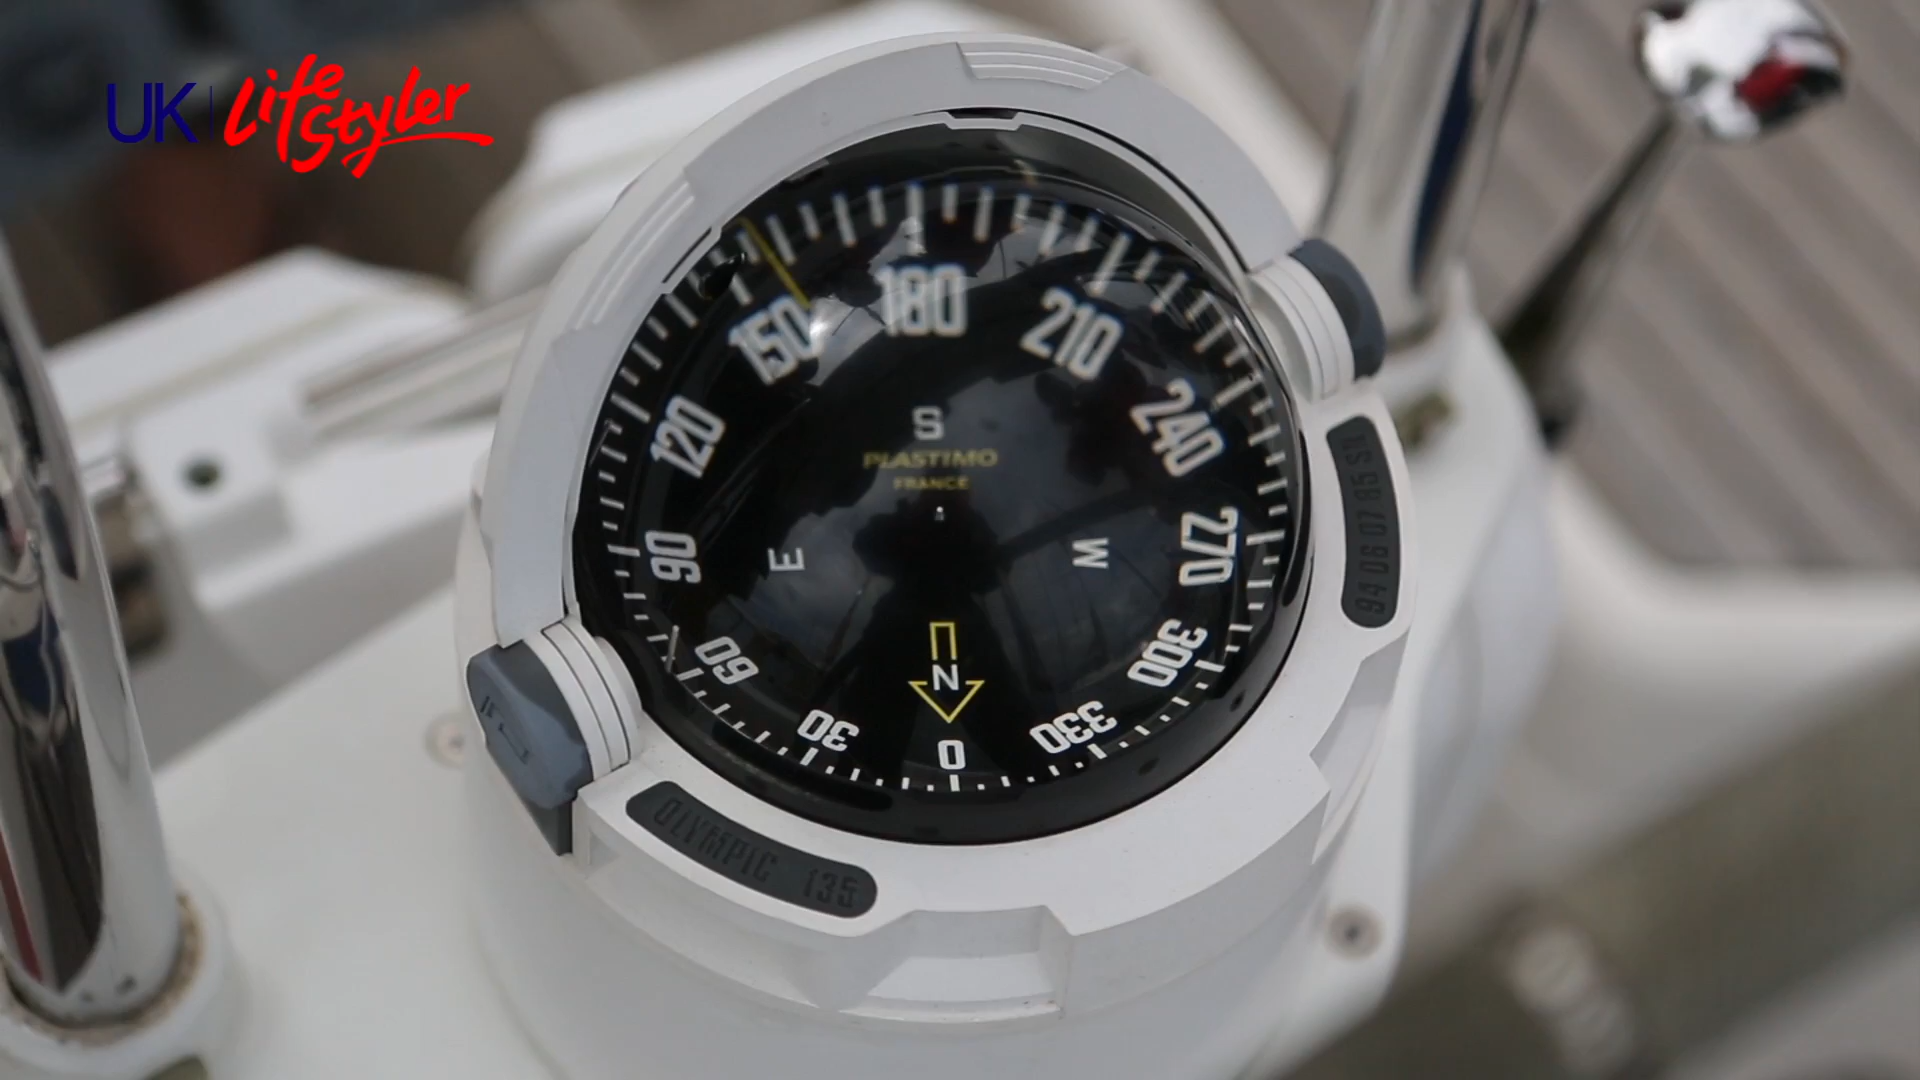 UK Lifestyler
150 180 210
120 240
S
PLASTIMO
FRANCE
90 E W 270
60 N 300
30 0 330
OLYMPIC 135